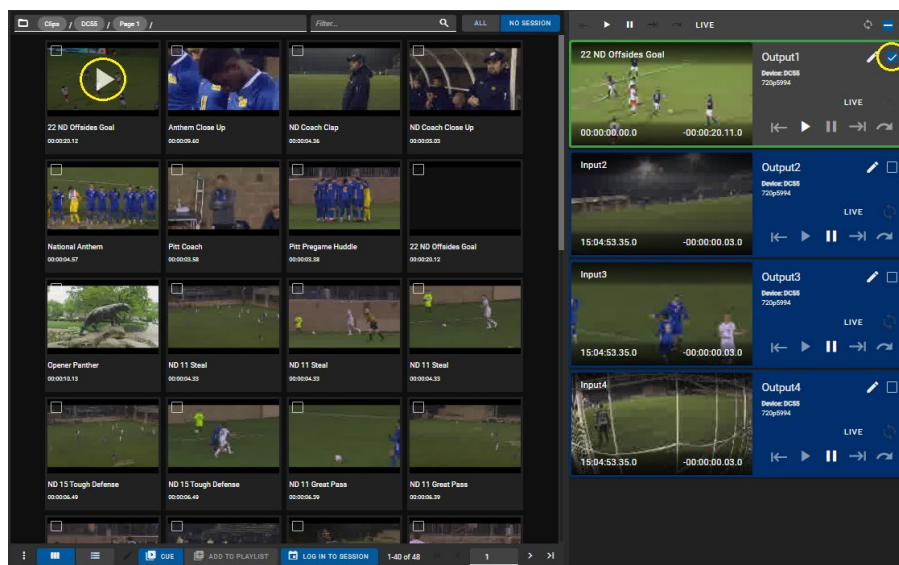 Clips / DC55 / Page 1 /
Filter...
ALL
NO SESSION
LIVE
22 ND Offsides Goal
00:00:20.12
Anthem Close Up
00:00:09.60
ND Coach Clap
00:00:04.36
ND Coach Close Up
00:00:05.03
National Anthem
00:00:04.57
Pitt Coach
00:00:03.58
Pitt Pregame Huddle
00:00:03.38
22 ND Offsides Goal
00:00:20.12
Opener Panther
00:00:10.13
ND 11 Steal
00:00:04.33
ND 11 Steal
00:00:04.33
ND 11 Steal
00:00:04.33
ND 15 Tough Defense
00:00:06.49
ND 15 Tough Defense
00:00:06.49
ND 11 Great Pass
00:00:06.39
ND 11 Great Pass
00:00:06.39
CUE
ADD TO PLAYLIST
LOG IN TO SESSION
1-40 of 48
1
22 ND Offsides Goal
00:00:00.00.0
-00:00:20.11.0
Output1
Device: DC55
720p5994
LIVE
Input2
15:04:53.35.0
-00:00:00.03.0
Output2
Device: DC55
720p5994
LIVE
Input3
15:04:53.35.0
-00:00:00.03.0
Output3
Device: DC55
720p5994
LIVE
Input4
15:04:53.35.0
-00:00:00.03.0
Output4
Device: DC55
720p5994
LIVE